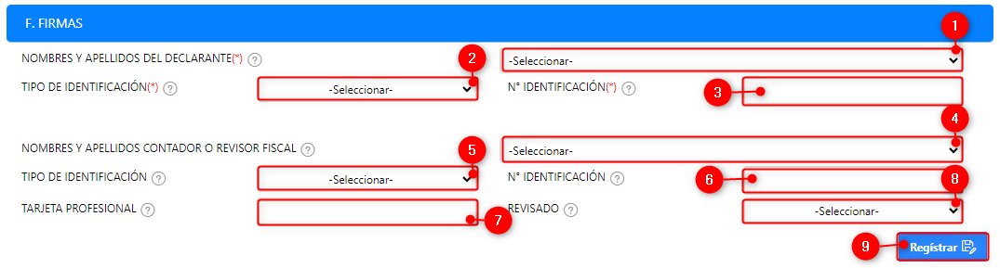 F. FIRMAS
1
NOMBRES Y APELLIDOS DEL DECLARANTE(*) ?
2
-Seleccionar-
TIPO DE IDENTIFICACIÓN(*) ?
-Seleccionar-
N° IDENTIFICACIÓN(*) ?
3
4
NOMBRES Y APELLIDOS CONTADOR O REVISOR FISCAL ?
5
-Seleccionar-
TIPO DE IDENTIFICACIÓN ?
-Seleccionar-
N° IDENTIFICACIÓN ?
6
8
TARJETA PROFESIONAL ?
7
REVISADO ?
-Seleccionar-
9
Regístrar